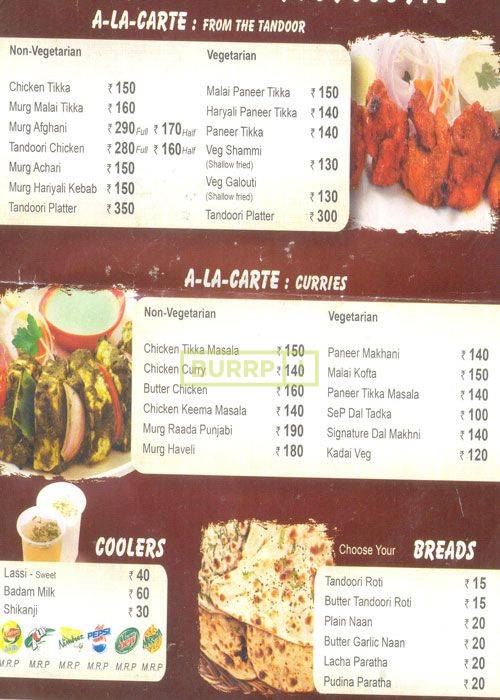 A-LA-CARTE : FROM THE TANDOOR
Non-Vegetarian
Chicken Tikka ₹ 150
Murg Malai Tikka ₹ 160
Murg Afghani ₹ 290 Full ₹ 170 Half
Tandoori Chicken ₹ 280 Full ₹ 160 Half
Murg Achari ₹ 150
Murg Hariyali Kebab ₹ 150
Tandoori Platter ₹ 350
Vegetarian
Malai Paneer Tikka ₹ 150
Haryali Paneer Tikka ₹ 140
Paneer Tikka ₹ 140
Veg Shammi
(Shallow fried) ₹ 130
Veg Galouti
(Shallow fried) ₹ 130
Tandoori Platter ₹ 300
A-LA-CARTE : CURRIES
Non-Vegetarian
Chicken Tikka Masala ₹ 150
Chicken Curry ₹ 140
Butter Chicken ₹ 160
Chicken Keema Masala ₹ 140
Murg Raada Punjabi ₹ 190
Murg Haveli ₹ 180
Vegetarian
Paneer Makhani ₹ 140
Malai Kofta ₹ 150
Paneer Tikka Masala ₹ 140
SeP Dal Tadka ₹ 100
Signature Dal Makhni ₹ 140
Kadai Veg ₹ 120
BURRP
COOLERS
Lassi - Sweet ₹ 40
Badam Milk ₹ 60
Shikanji ₹ 30
PEPSI
M.R.P M.R.P M.R.P M.R.P M.R.P M.R.P
Choose Your BREADS
Tandoori Roti ₹ 15
Butter Tandoori Roti ₹ 15
Plain Naan ₹ 20
Butter Garlic Naan ₹ 20
Lacha Paratha ₹ 20
Pudina Paratha ₹ 20